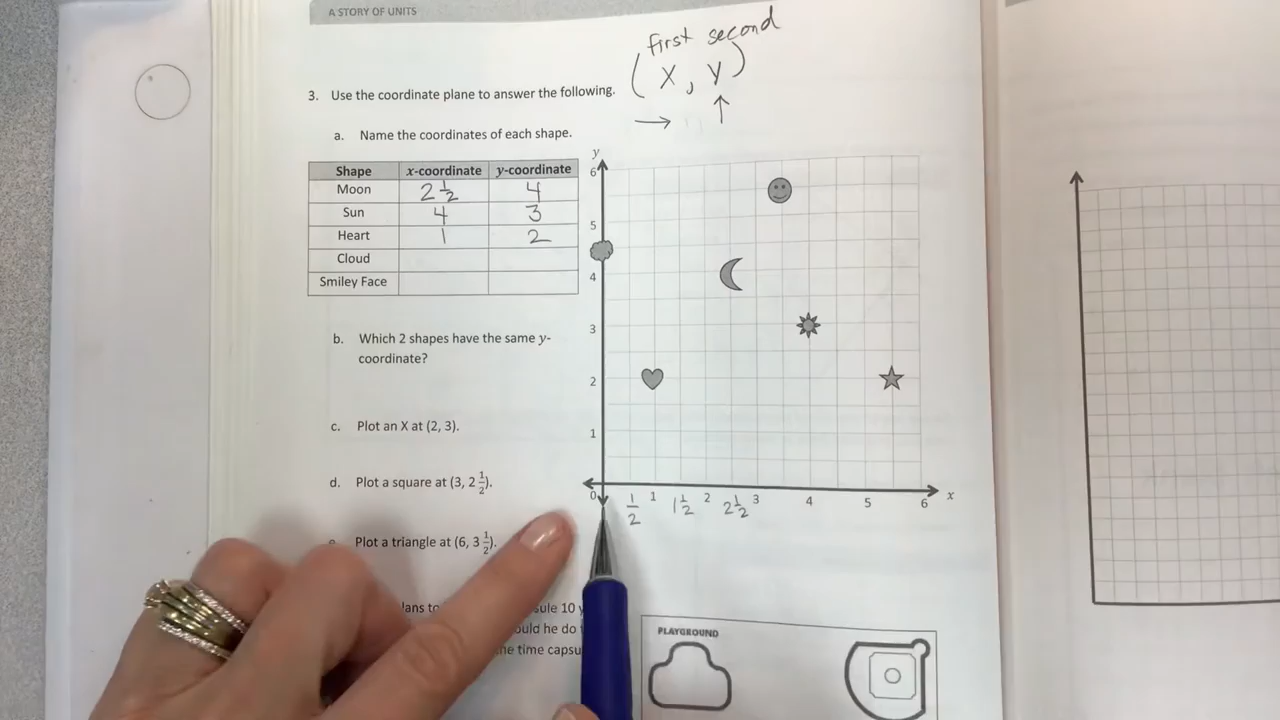 A STORY OF UNITS
first second
(x, y)
→ ↑
3. Use the coordinate plane to answer the following.
a. Name the coordinates of each shape.
Shape x-coordinate y-coordinate
Moon 2 1/2 4
Sun 4 3
Heart 1 2
Cloud
Smiley Face
b. Which 2 shapes have the same y-
coordinate?
c. Plot an X at (2, 3).
d. Plot a square at (3, 2 1/2).
Plot a triangle at (6, 3 1/2).
y
6
5
4
3
2
1
0 1/2 1 1 1/2 2 2 1/2 3 4 5 6 x
10
ould he do
PLAYGROUND